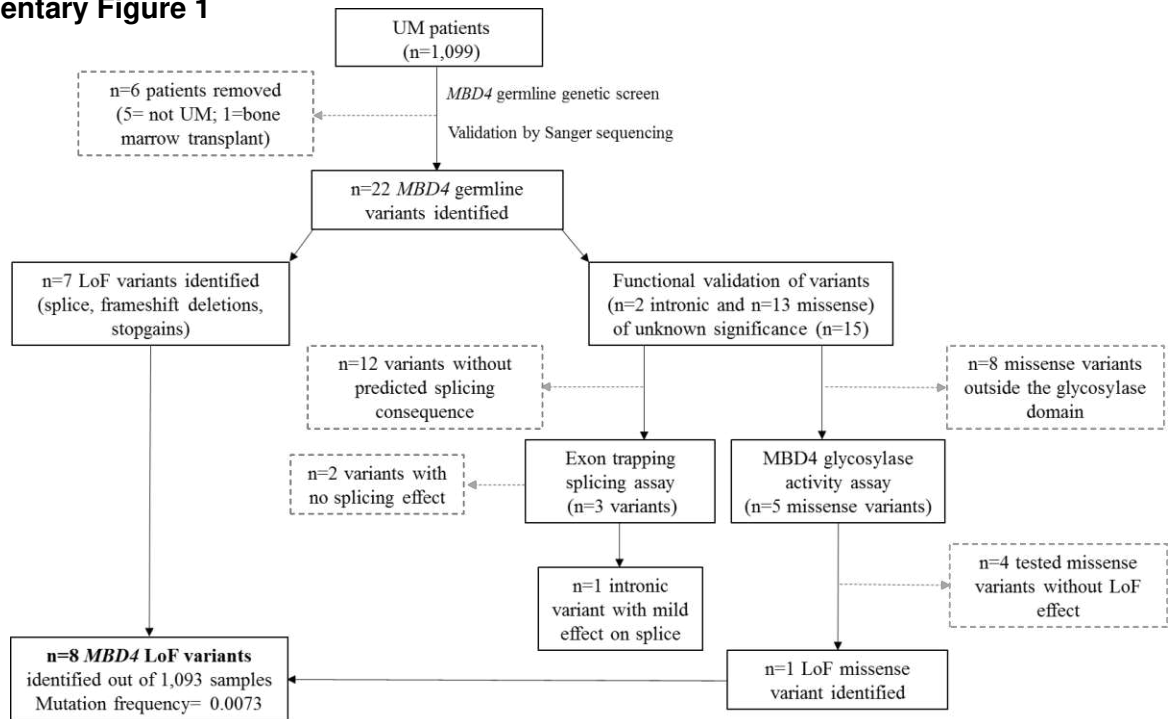 entary Figure 1
UM patients
(n=1,099)
n=6 patients removed
(5= not UM; 1=bone
marrow transplant)
MBD4 germline genetic screen
Validation by Sanger sequencing
n=22 MBD4 germline
variants identified
n=7 LoF variants identified
(splice, frameshift deletions,
stopgains)
Functional validation of variants
(n=2 intronic and n=13 missense)
of unknown significance (n=15)
n=12 variants without
predicted splicing
consequence
n=8 missense variants
outside the glycosylase
domain
n=2 variants with
no splicing effect
Exon trapping
splicing assay
(n=3 variants)
MBD4 glycosylase
activity assay
(n=5 missense variants)
n=4 tested missense
variants without LoF
effect
n=1 intronic
variant with mild
effect on splice
n=8 MBD4 LoF variants
identified out of 1,093 samples
Mutation frequency= 0.0073
n=1 LoF missense
variant identified